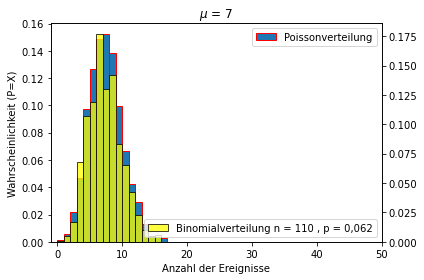 μ = 7
Poissonverteilung
Wahrscheinlichkeit (P=X)
0.16
0.14
0.12
0.10
0.08
0.06
0.04
0.02
0.00
0.175
0.150
0.125
0.100
0.075
0.050
0.025
0.000
Binomialverteilung n = 110 , p = 0,062
0 10 20 30 40 50
Anzahl der Ereignisse